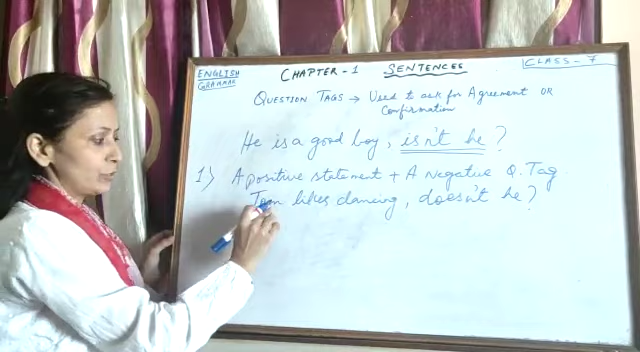 ENGLISH
GRAMMAR
CHAPTER-1 SENTENCES
CLASS-7
QUESTION TAGS → Used to ask for Agreement OR
Confirmation
He is a good boy, isn't he?
1) A positive statement + A Negative Q. Tag
Tom likes dancing, doesn't he?